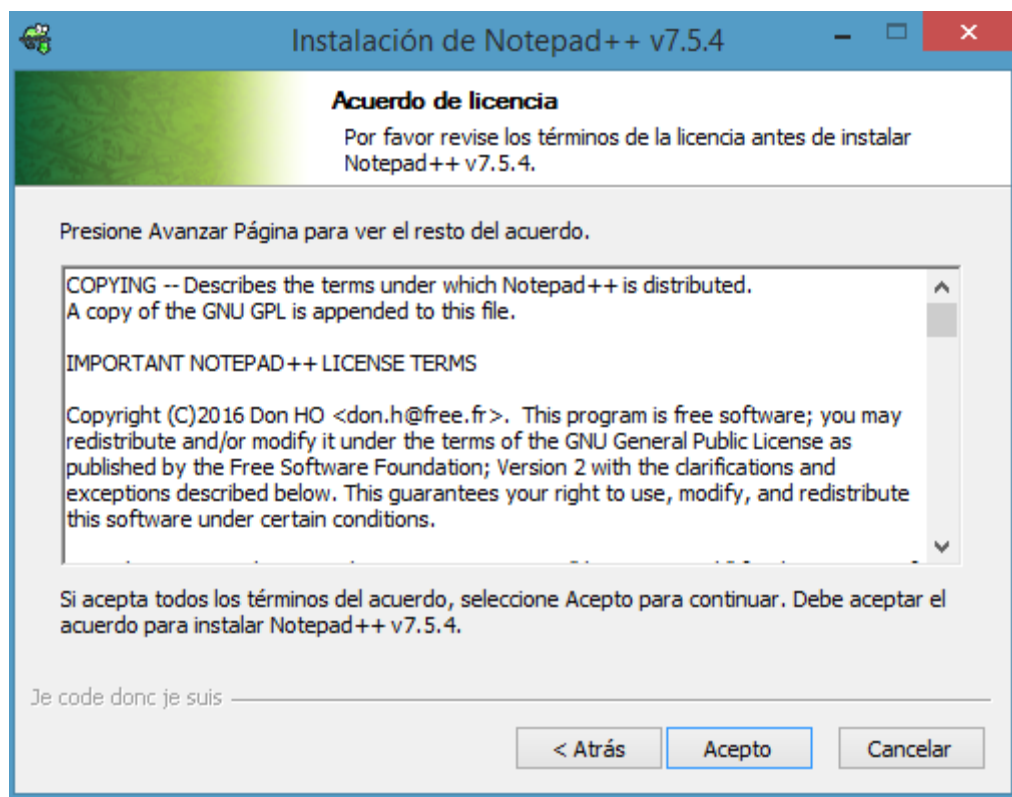 Instalación de Notepad++ v7.5.4
Acuerdo de licencia
Por favor revise los términos de la licencia antes de instalar
Notepad++ v7.5.4.
Presione Avanzar Página para ver el resto del acuerdo.
COPYING -- Describes the terms under which Notepad++ is distributed.
A copy of the GNU GPL is appended to this file.
IMPORTANT NOTEPAD++ LICENSE TERMS
Copyright (C)2016 Don HO <don.h@free.fr>.  This program is free software; you may
redistribute and/or modify it under the terms of the GNU General Public License as
published by the Free Software Foundation; Version 2 with the clarifications and
exceptions described below. This guarantees your right to use, modify, and redistribute
this software under certain conditions.
Si acepta todos los términos del acuerdo, seleccione Acepto para continuar. Debe aceptar el
acuerdo para instalar Notepad++ v7.5.4.
Je code donc je suis
< Atrás
Acepto
Cancelar